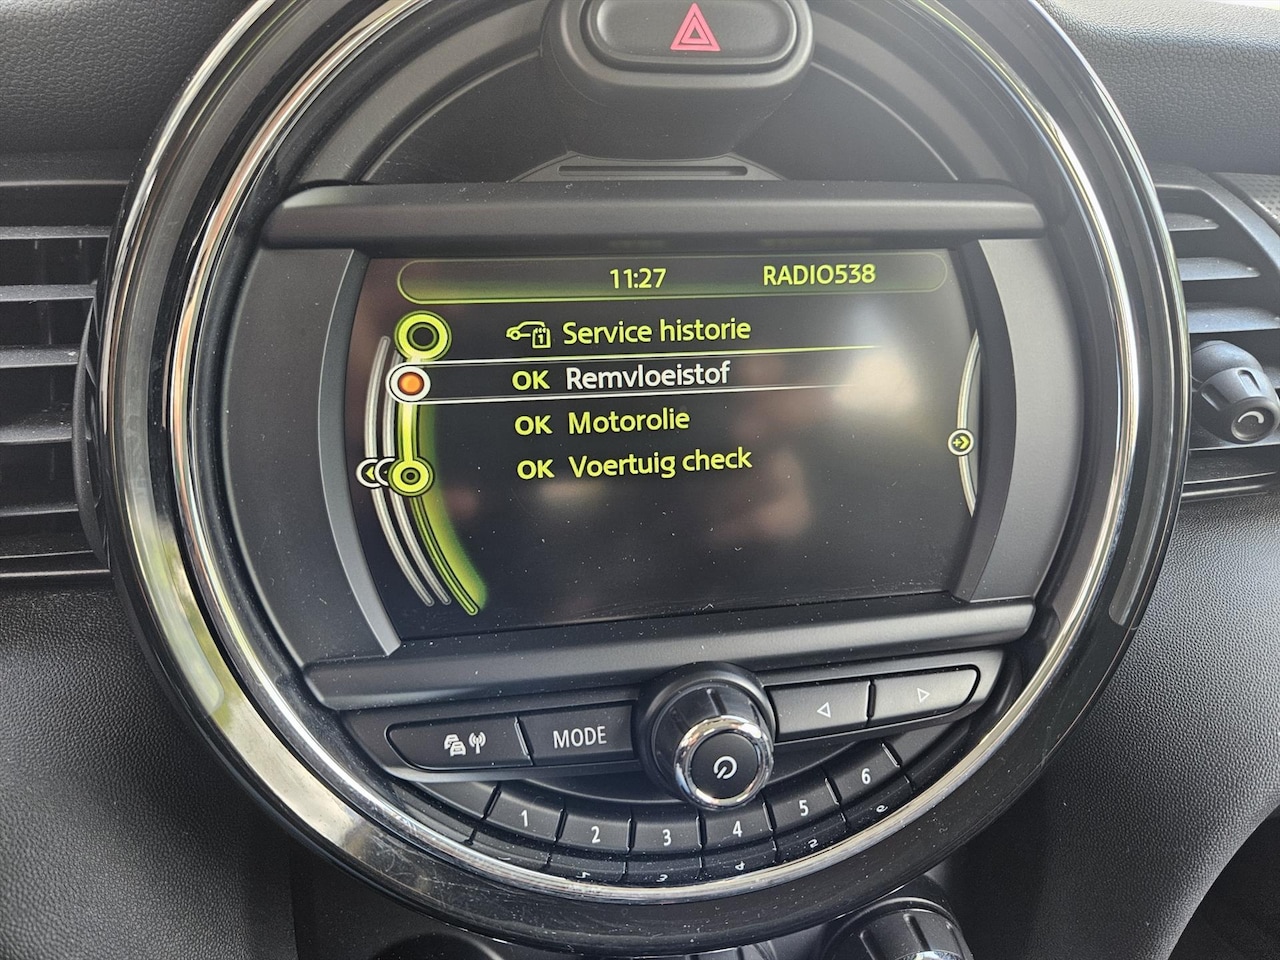 11:27 RADIO538
Service historie
OK Remvloeistof
OK Motorolie
OK Voertuig check
MODE
1 2 3 4 5 6